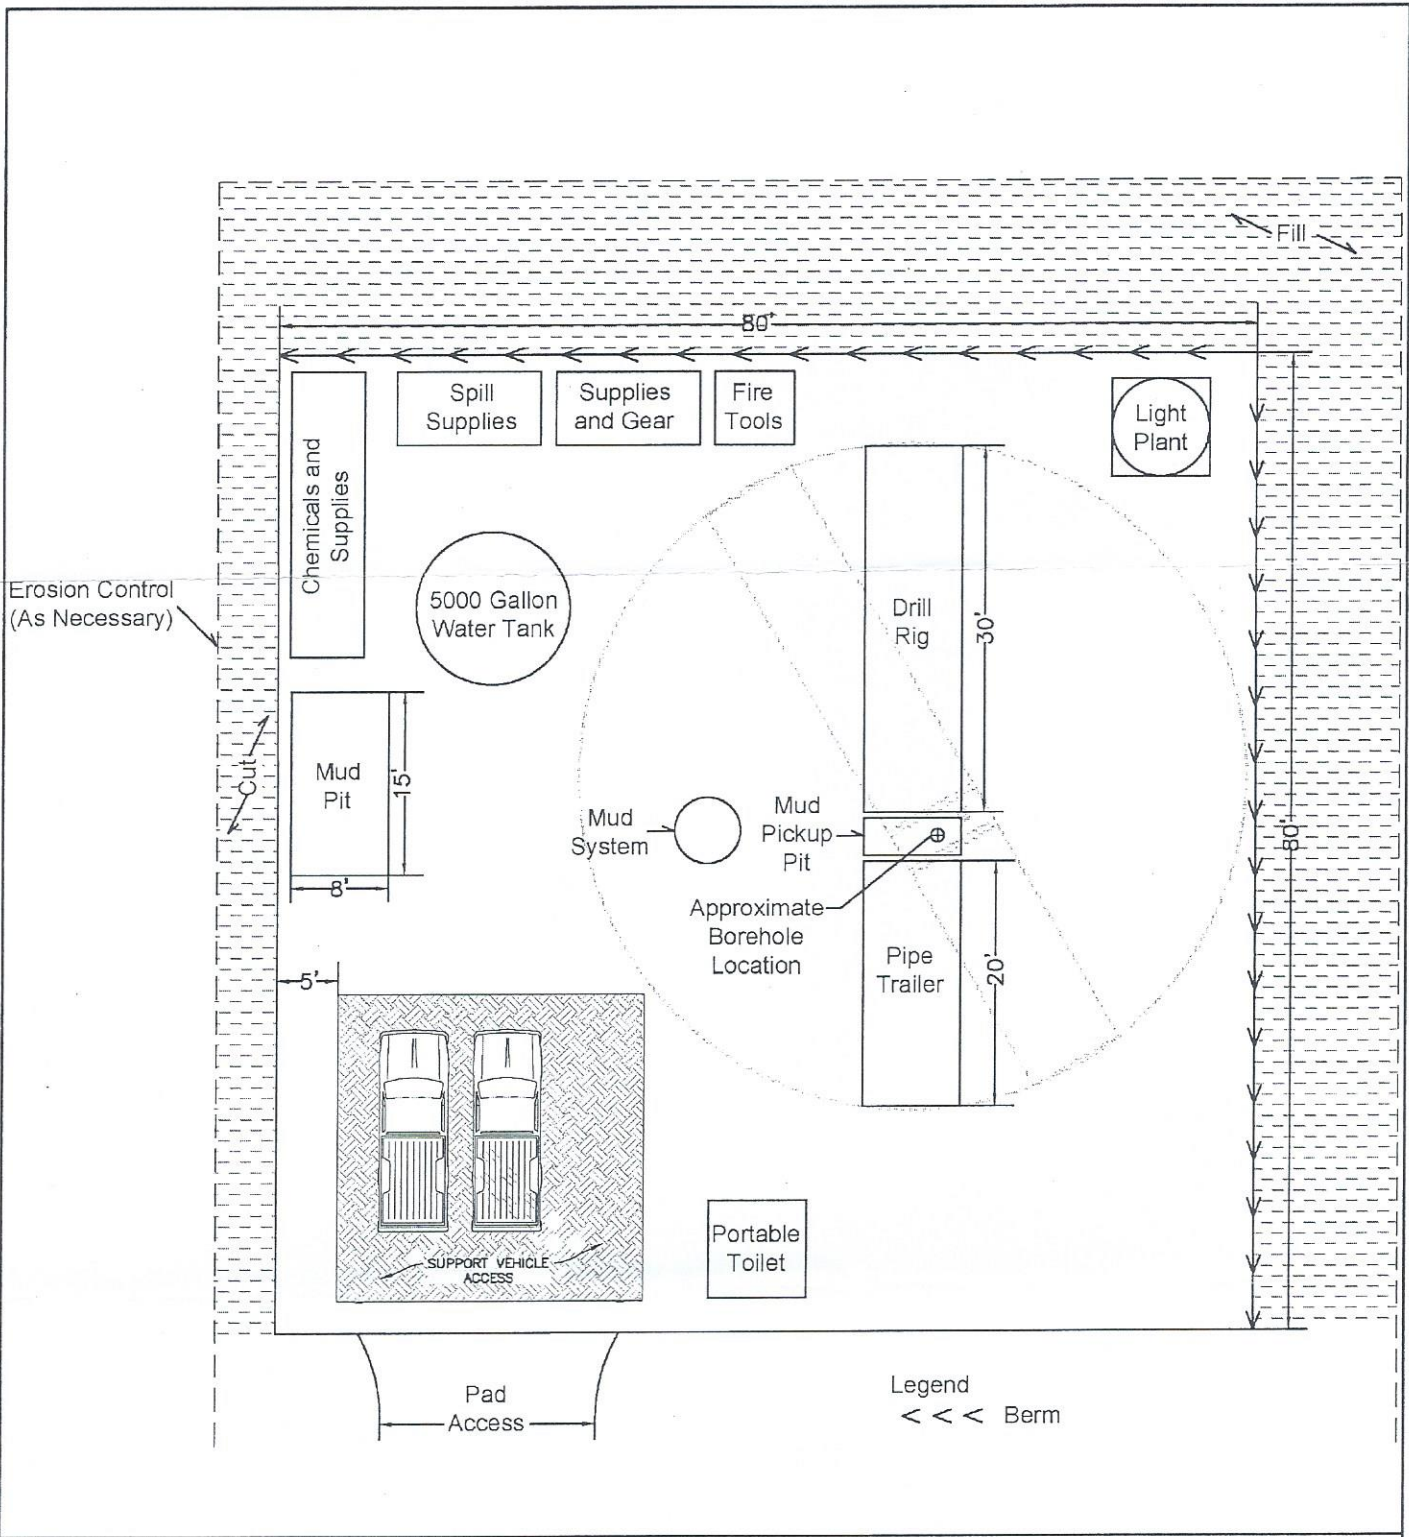 Fill
80'
Spill
Supplies
Supplies
and Gear
Fire
Tools
Light
Plant
Chemicals and
Supplies
5000 Gallon
Water Tank
Drill
Rig
30'
Erosion Control
(As Necessary)
Cut
Mud
Pit
15'
8'
Mud
System
Mud
Pickup
Pit
80'
Approximate
Borehole
Location
Pipe
Trailer
20'
5'
SUPPORT VEHICLE
ACCESS
Portable
Toilet
Pad
Access
Legend
< < < Berm